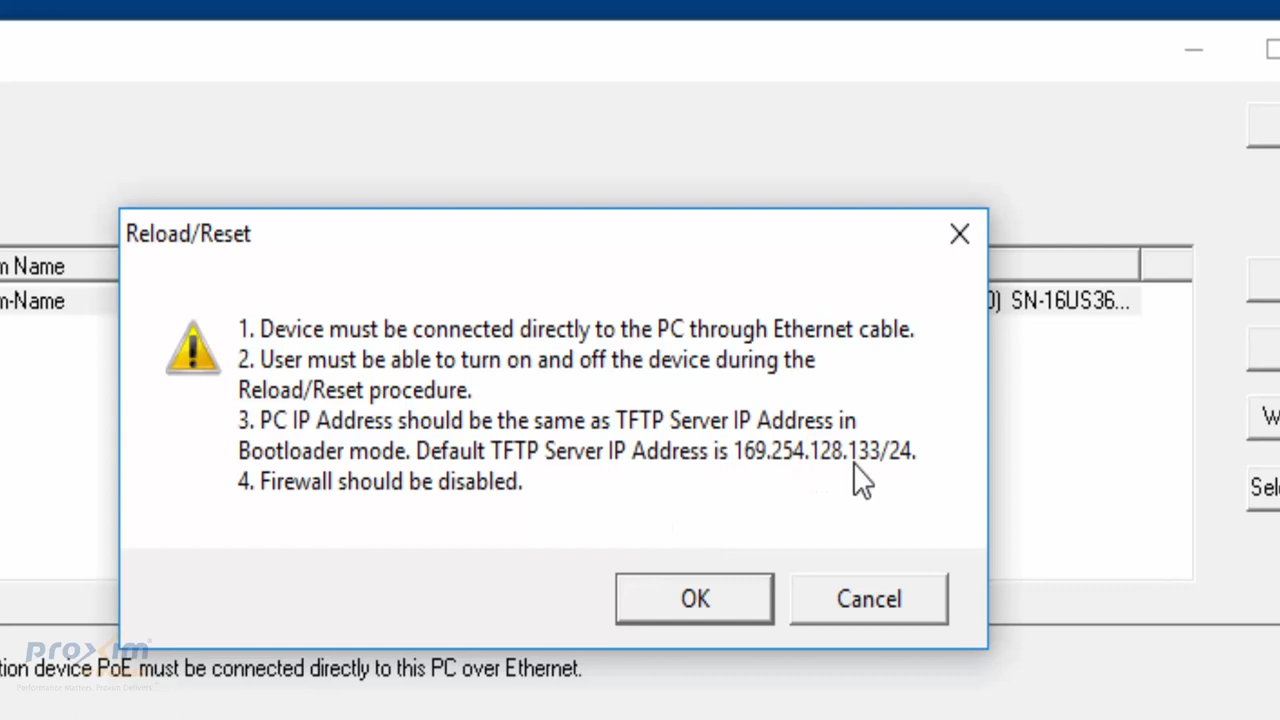 Reload/Reset
m Name
m-Name
0) SN-16US36...
1. Device must be connected directly to the PC through Ethernet cable.
2. User must be able to turn on and off the device during the
Reload/Reset procedure.
3. PC IP Address should be the same as TFTP Server IP Address in
Bootloader mode. Default TFTP Server IP Address is 169.254.128.133/24.
4. Firewall should be disabled.
W
Sel
OK Cancel
proxim
tion device PoE must be connected directly to this PC over Ethernet.